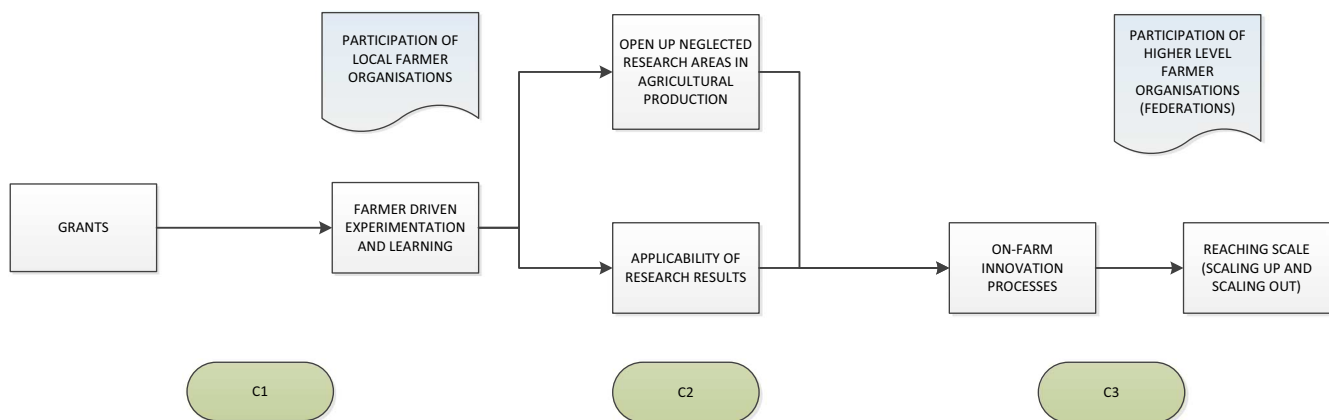 PARTICIPATION OF
LOCAL FARMER
ORGANISATIONS
OPEN UP NEGLECTED
RESEARCH AREAS IN
AGRICULTURAL
PRODUCTION
PARTICIPATION OF
HIGHER LEVEL
FARMER
ORGANISATIONS
(FEDERATIONS)
GRANTS
FARMER DRIVEN
EXPERIMENTATION
AND LEARNING
APPLICABILITY OF
RESEARCH RESULTS
ON-FARM
INNOVATION
PROCESSES
REACHING SCALE
(SCALING UP AND
SCALING OUT)
C1
C2
C3